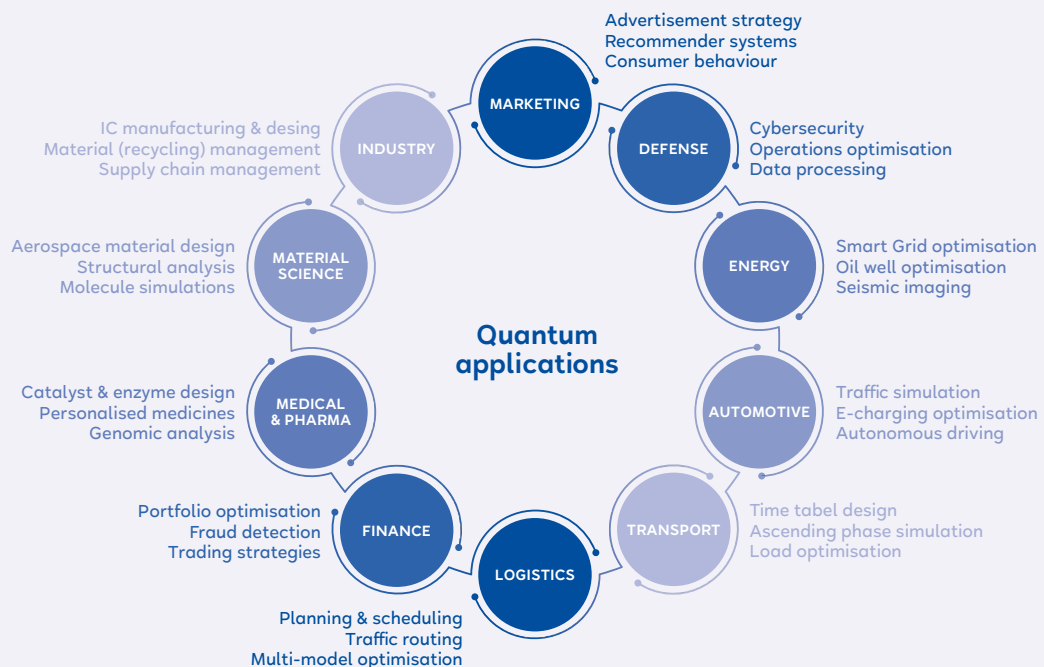 Advertisement strategy
Recommender systems
Consumer behaviour
MARKETING
Cybersecurity
Operations optimisation
Data processing
DEFENSE
Smart Grid optimisation
Oil well optimisation
Seismic imaging
ENERGY
Traffic simulation
E-charging optimisation
Autonomous driving
AUTOMOTIVE
Time tabel design
Ascending phase simulation
Load optimisation
TRANSPORT
LOGISTICS
Planning & scheduling
Traffic routing
Multi-model optimisation
FINANCE
Portfolio optimisation
Fraud detection
Trading strategies
MEDICAL
& PHARMA
Catalyst & enzyme design
Personalised medicines
Genomic analysis
MATERIAL
SCIENCE
Aerospace material design
Structural analysis
Molecule simulations
INDUSTRY
IC manufacturing & desing
Material (recycling) management
Supply chain management
Quantum
applications